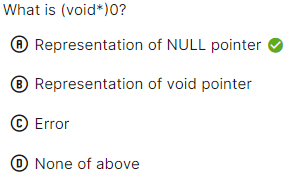 What is (void*)0?
A Representation of NULL pointer
B Representation of void pointer
C Error
D None of above